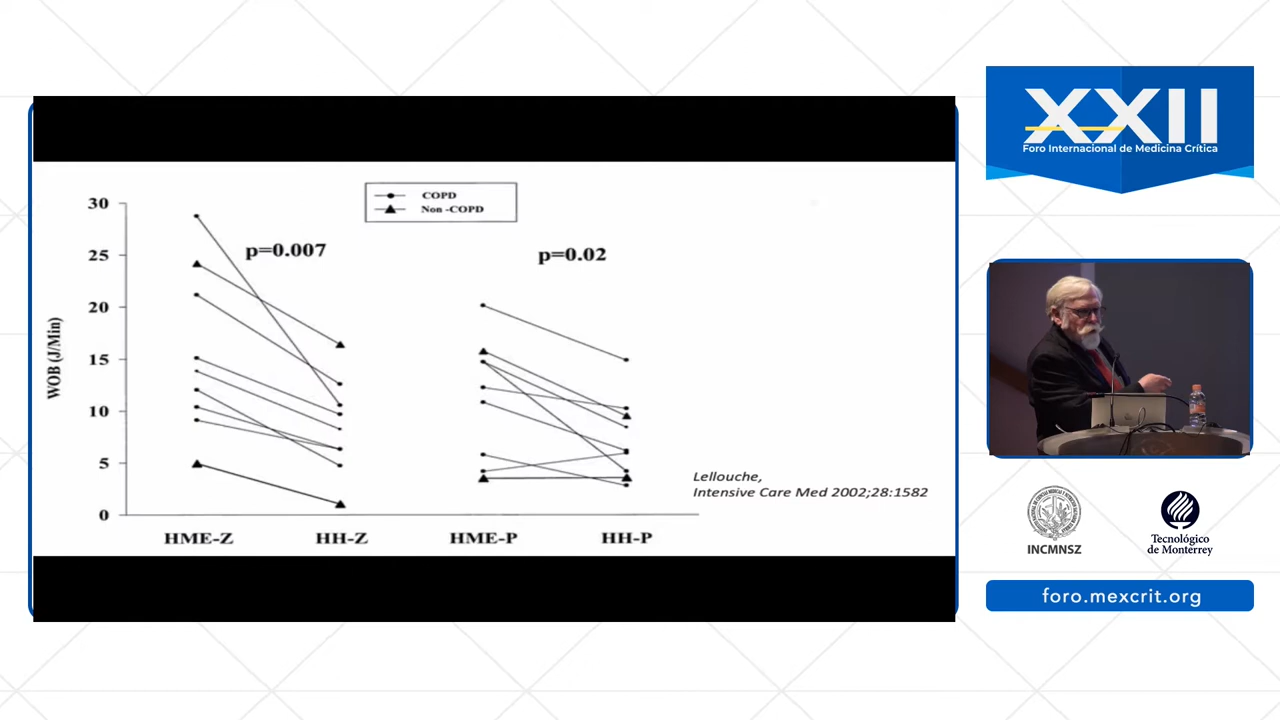 COPD
Non -COPD
30
25
20
15
10
5
0
WOB (J/Min)
p=0.007
p=0.02
HME-Z
HH-Z
HME-P
HH-P
Lellouche,
Intensive Care Med 2002;28:1582
XXII
Foro Internacional de Medicina Crítica
INCMNSZ
Tecnológico
de Monterrey
foro.mexcrit.org